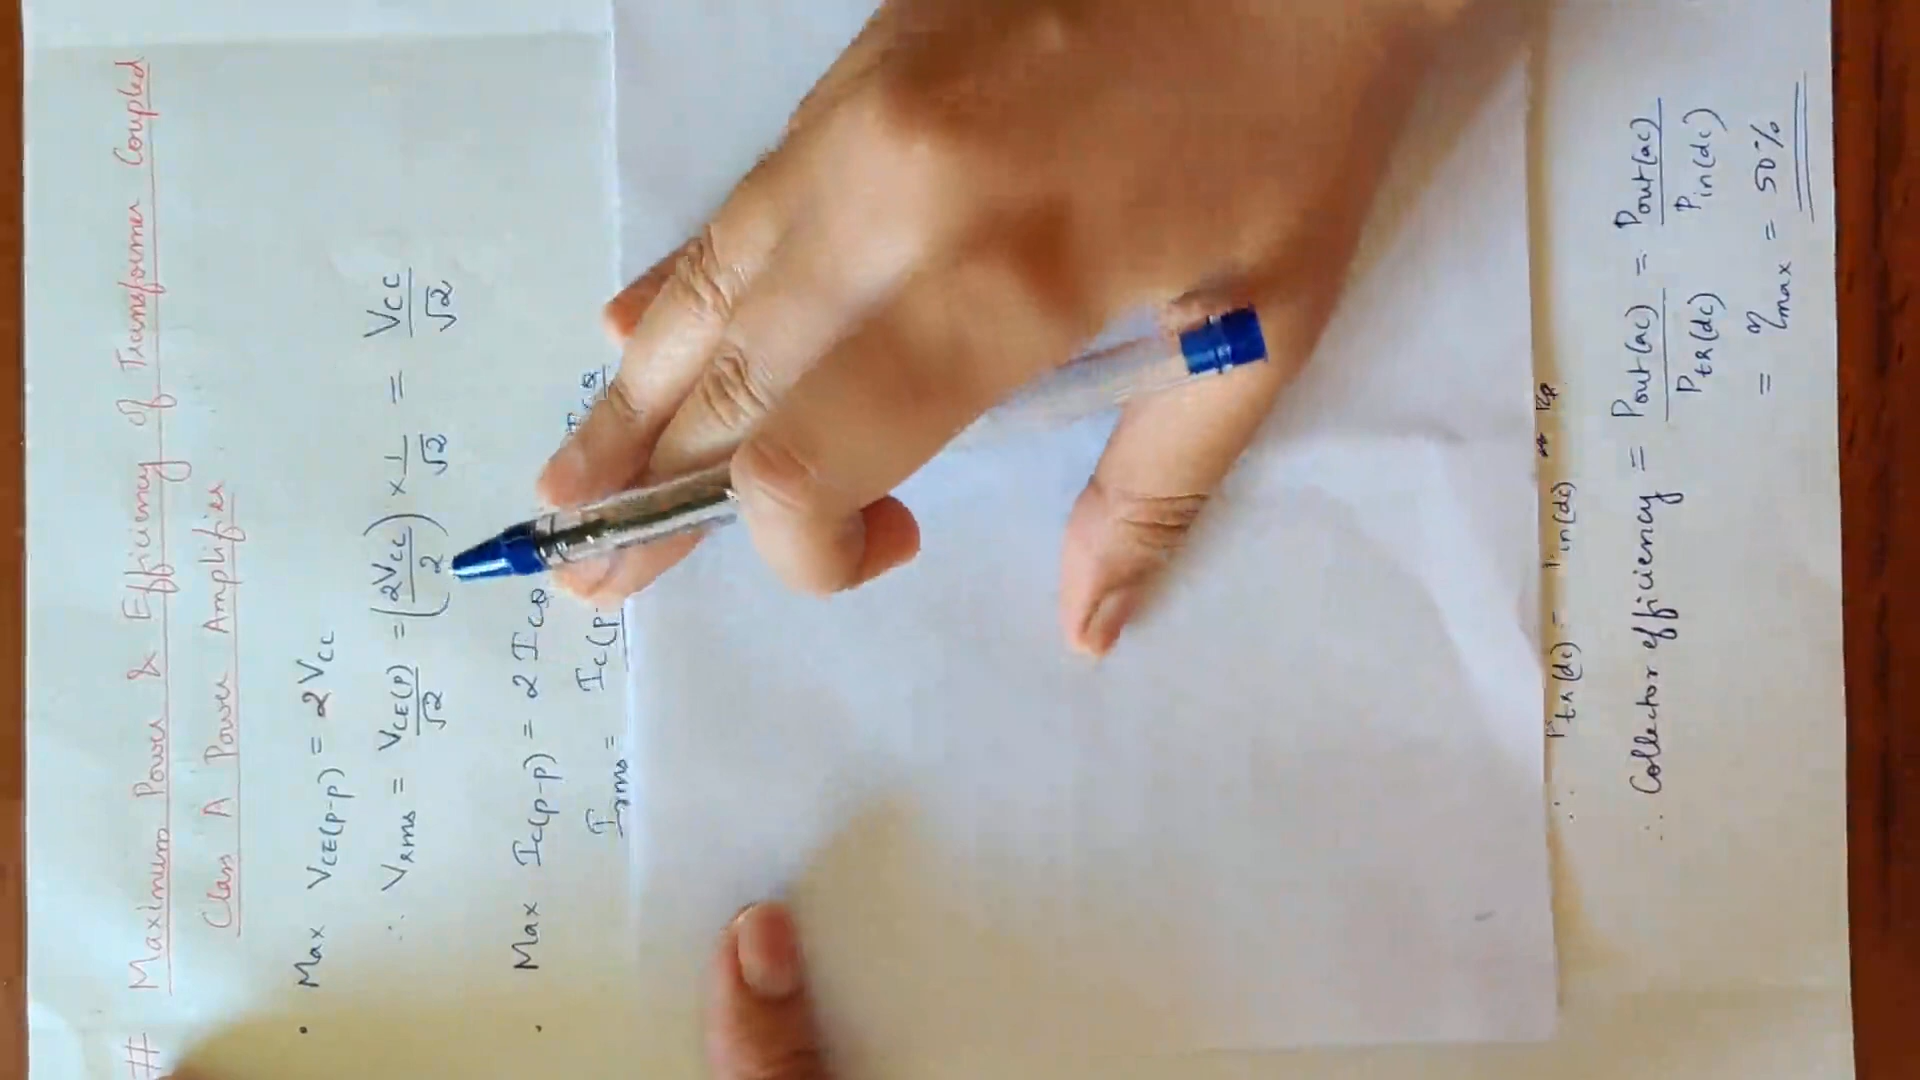 # Maximum Power & Efficiency of Transformer Coupled
Class A Power Amplifier
• Max VCE(p-p) = 2VCC
∴ Vrms = VCE(p)/√2 = (2VCC/2) × 1/√2 = VCC/√2
• Max IC(p-p) = 2 ICQ
Irms = IC(p
∴ Ptr(dc) = Pin(dc)
∴ Collector efficiency = Pout(ac)/Ptr(dc) = Pout(ac)/Pin(dc)
= ηmax = 50%